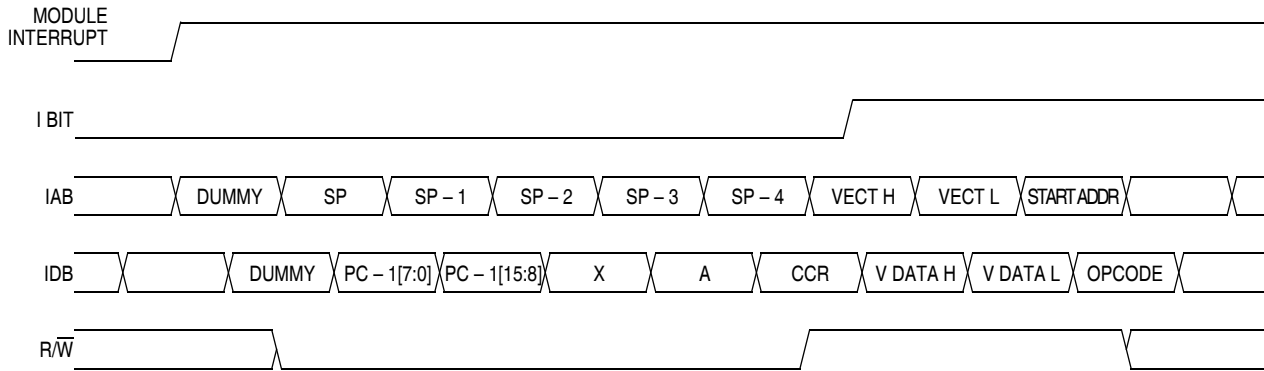 MODULE
INTERRUPT
I BIT
IAB DUMMY SP SP – 1 SP – 2 SP – 3 SP – 4 VECT H VECT L START ADDR
IDB DUMMY PC – 1[7:0] PC – 1[15:8] X A CCR V DATA H V DATA L OPCODE
R/W̅